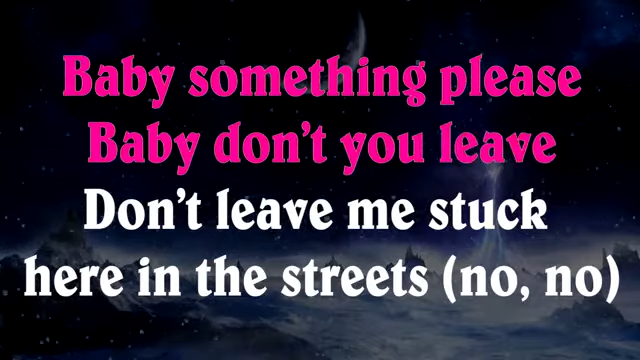 Baby something please
Baby don't you leave
Don't leave me stuck
here in the streets (no, no)